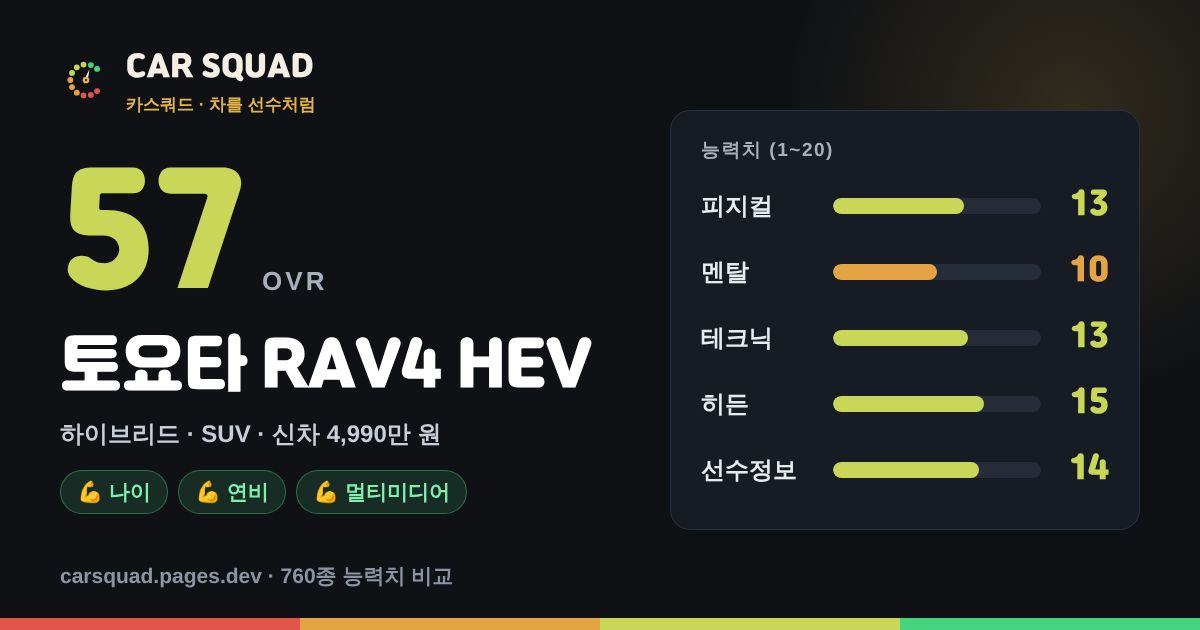 CAR SQUAD
카스쿼드 · 차를 선수처럼
57 OVR
토요타 RAV4 HEV
하이브리드 · SUV · 신차 4,990만 원
💪 나이 💪 연비 💪 멀티미디어
carsquad.pages.dev · 760종 능력치 비교
능력치 (1~20)
피지컬 13
멘탈 10
테크닉 13
히든 15
선수정보 14